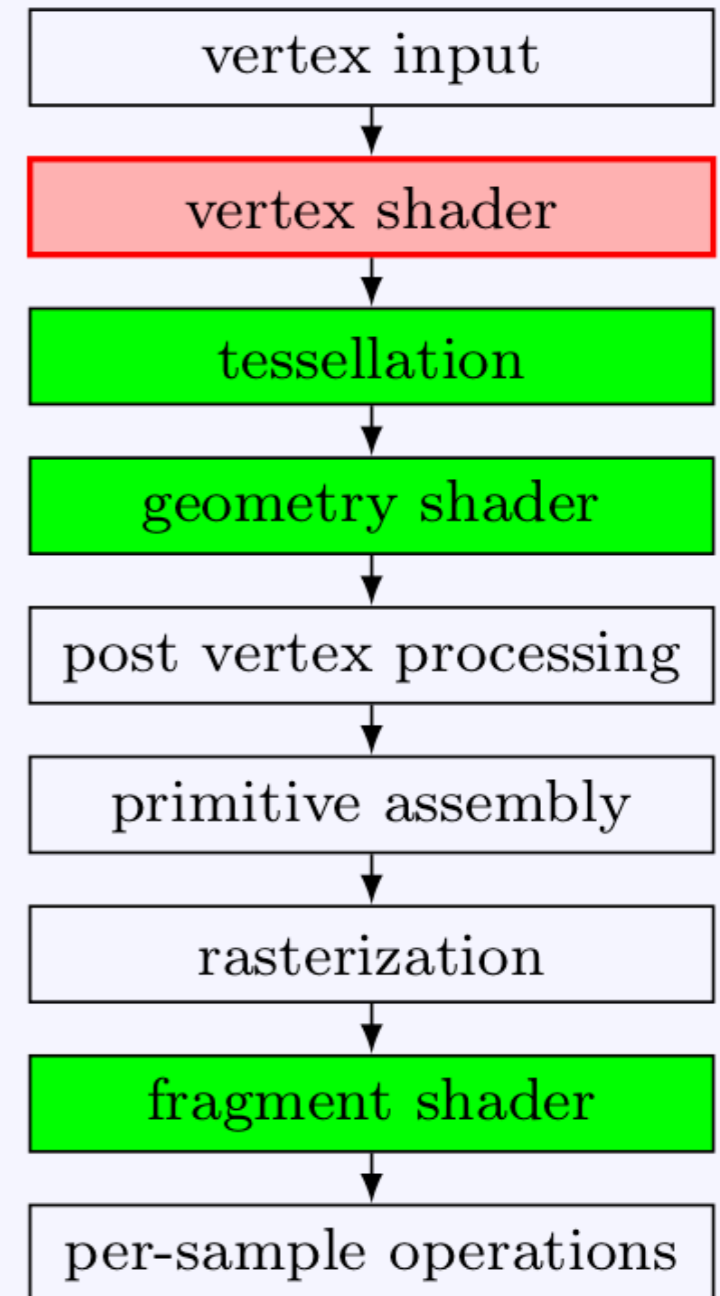 vertex input
vertex shader
tessellation
geometry shader
post vertex processing
primitive assembly
rasterization
fragment shader
per-sample operations